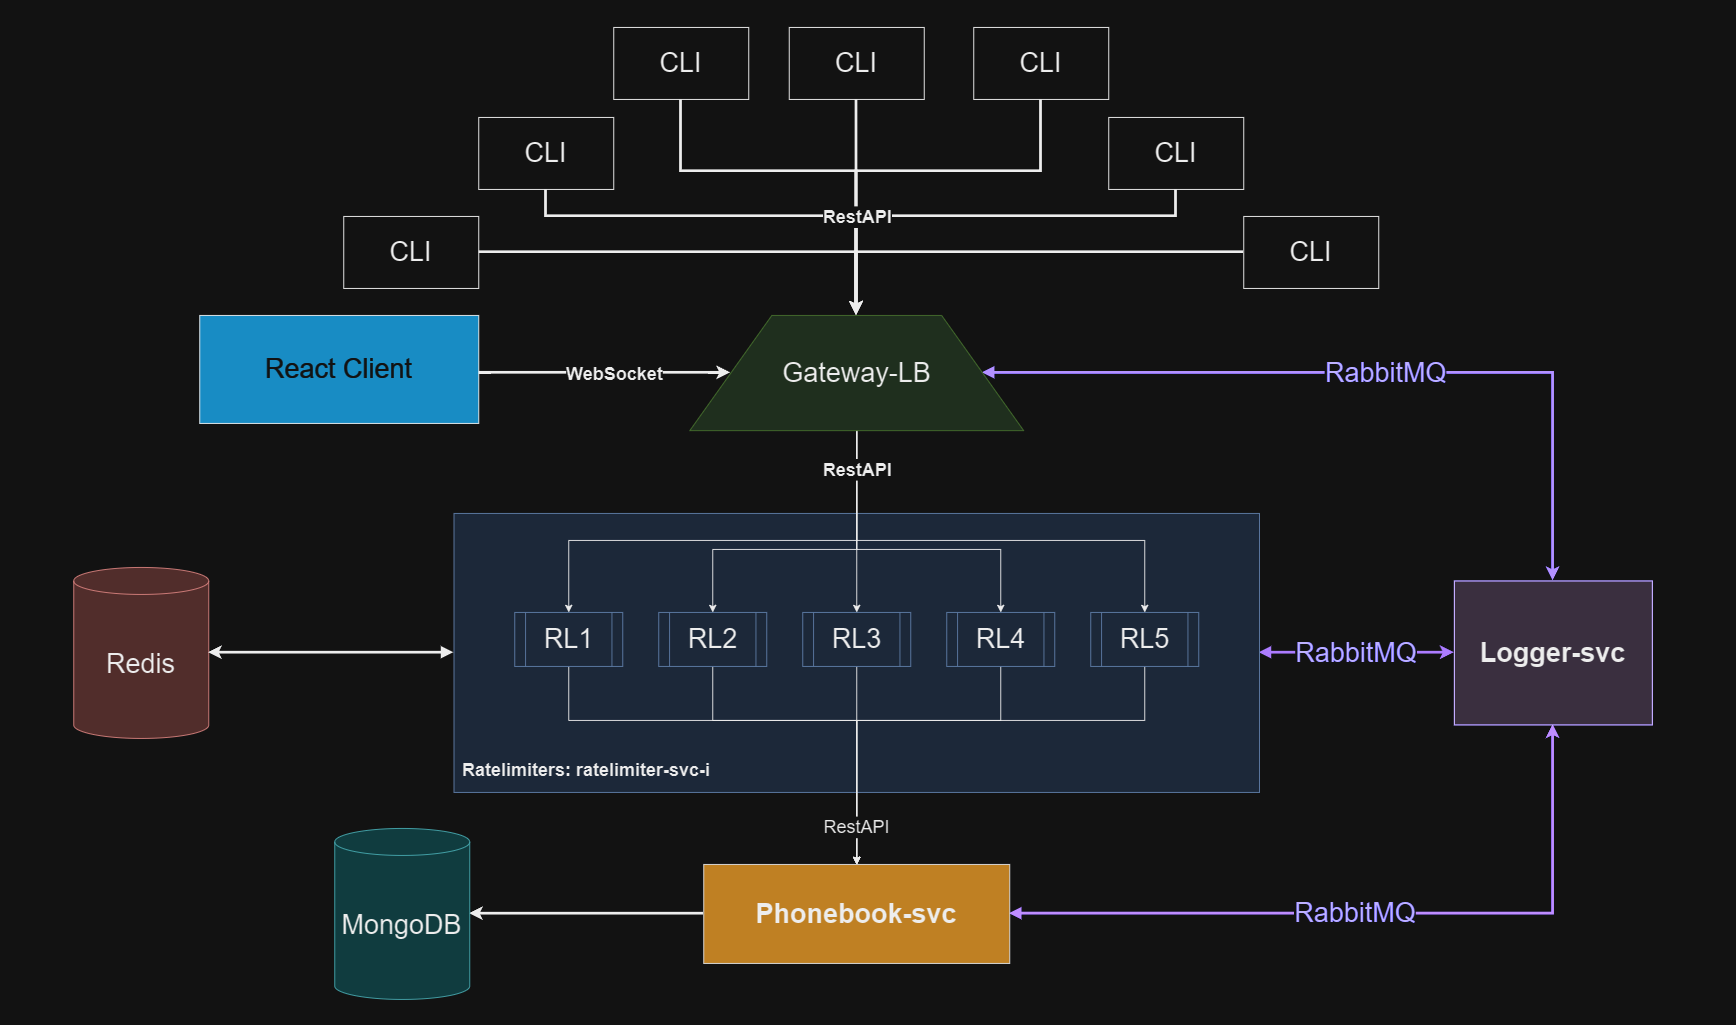 CLI
CLI
CLI
CLI
CLI
RestAPI
CLI
CLI
React Client
WebSocket
Gateway-LB
RabbitMQ
RestAPI
RL1
RL2
RL3
RL4
RL5
Redis
RabbitMQ
Logger-svc
Ratelimiters: ratelimiter-svc-i
RestAPI
MongoDB
Phonebook-svc
RabbitMQ